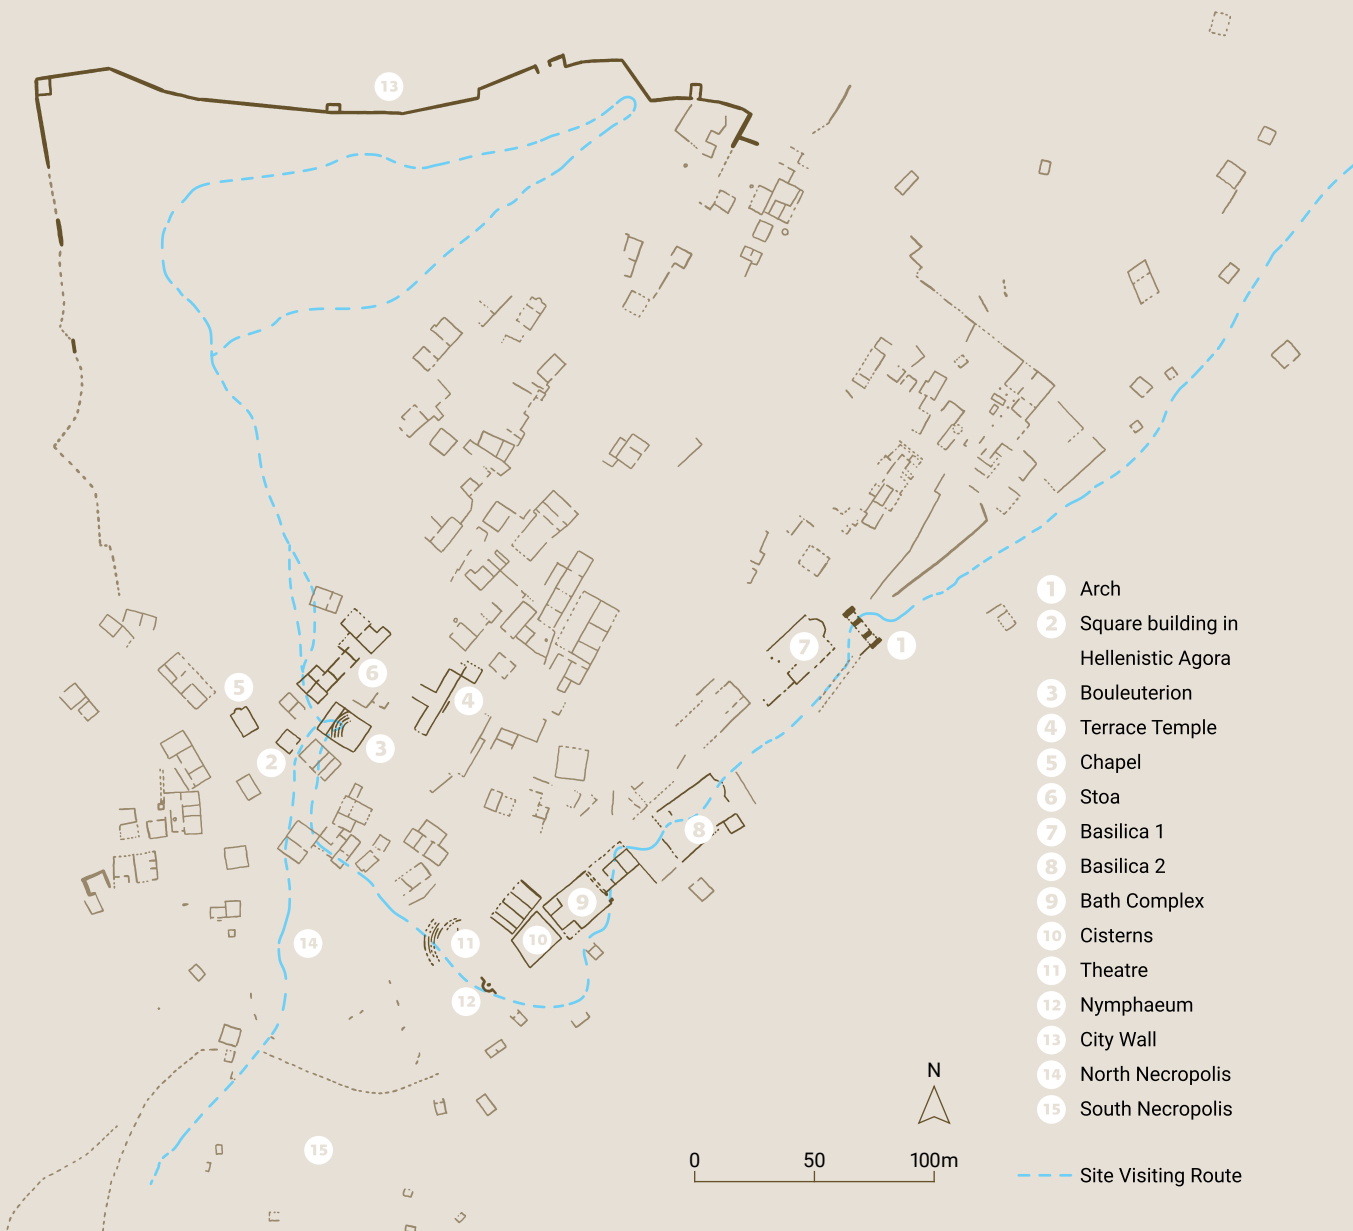 13
6
5
4
3
2
7
1
8
9
10
11
14
12
15
1 Arch
2 Square building in
Hellenistic Agora
3 Bouleuterion
4 Terrace Temple
5 Chapel
6 Stoa
7 Basilica 1
8 Basilica 2
9 Bath Complex
10 Cisterns
11 Theatre
12 Nymphaeum
13 City Wall
14 North Necropolis
15 South Necropolis
N
0 50 100m
Site Visiting Route